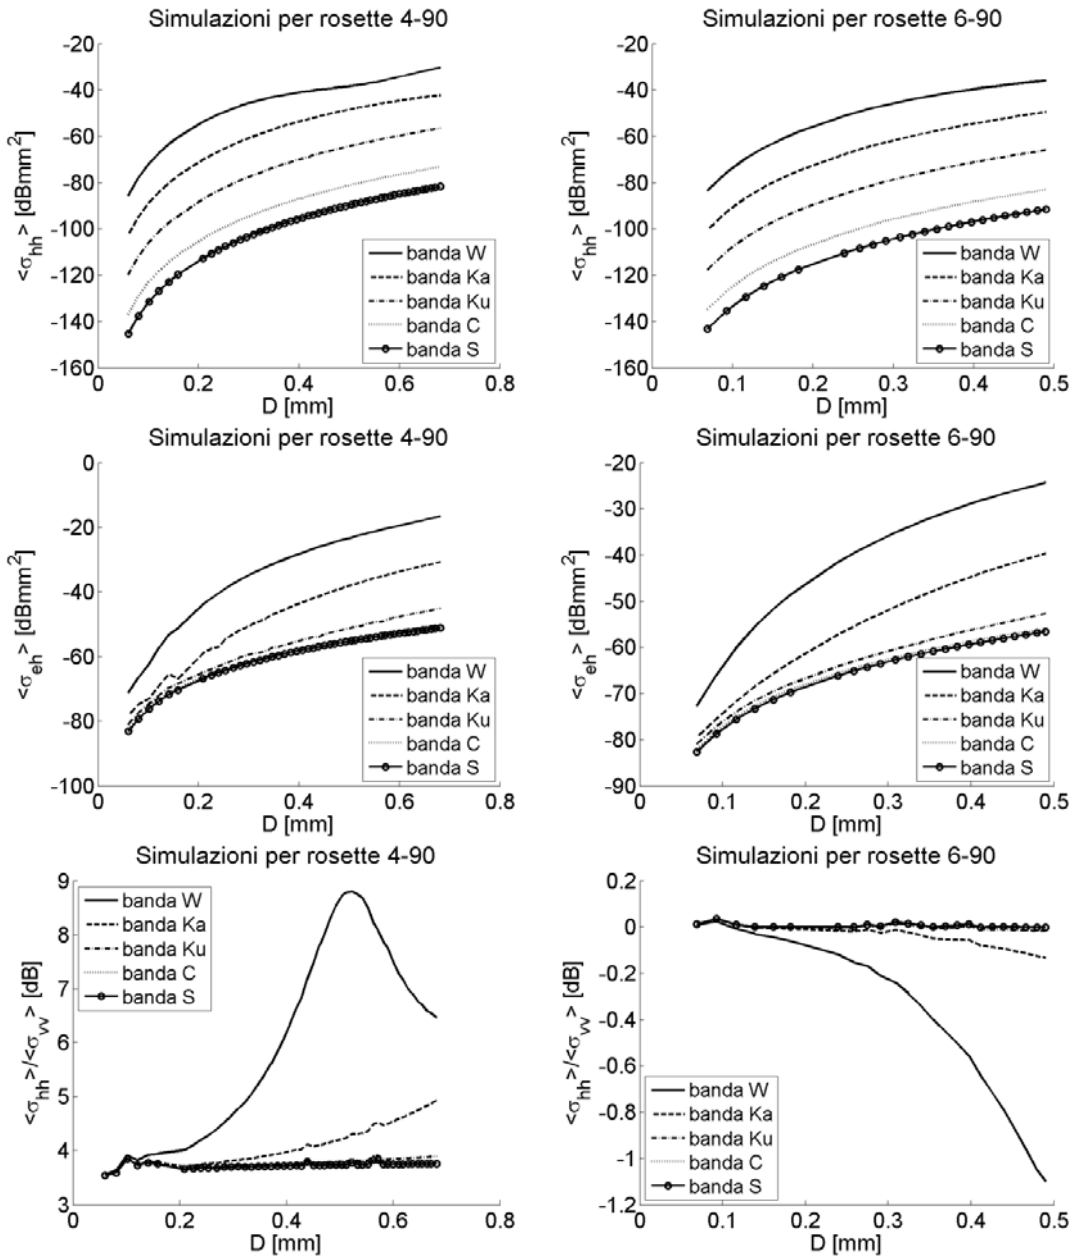 Simulazioni per rosette 4-90
-20
-40
-60
-80
-100
-120
-140
-160
0
0.2
0.4
0.6
0.8
<σhh> [dBmm²]
D [mm]
banda W
banda Ka
banda Ku
banda C
banda S
Simulazioni per rosette 6-90
-20
-40
-60
-80
-100
-120
-140
-160
0
0.1
0.2
0.3
0.4
0.5
<σhh> [dBmm²]
D [mm]
banda W
banda Ka
banda Ku
banda C
banda S
Simulazioni per rosette 4-90
0
-20
-40
-60
-80
-100
0
0.2
0.4
0.6
0.8
<σeh> [dBmm²]
D [mm]
banda W
banda Ka
banda Ku
banda C
banda S
Simulazioni per rosette 6-90
-20
-30
-40
-50
-60
-70
-80
-90
0
0.1
0.2
0.3
0.4
0.5
<σeh> [dBmm²]
D [mm]
banda W
banda Ka
banda Ku
banda C
banda S
Simulazioni per rosette 4-90
9
8
7
6
5
4
3
0
0.2
0.4
0.6
0.8
<σhh>/<σvv> [dB]
D [mm]
banda W
banda Ka
banda Ku
banda C
banda S
Simulazioni per rosette 6-90
0.2
0
-0.2
-0.4
-0.6
-0.8
-1
-1.2
0
0.1
0.2
0.3
0.4
0.5
<σhh>/<σvv> [dB]
D [mm]
banda W
banda Ka
banda Ku
banda C
banda S